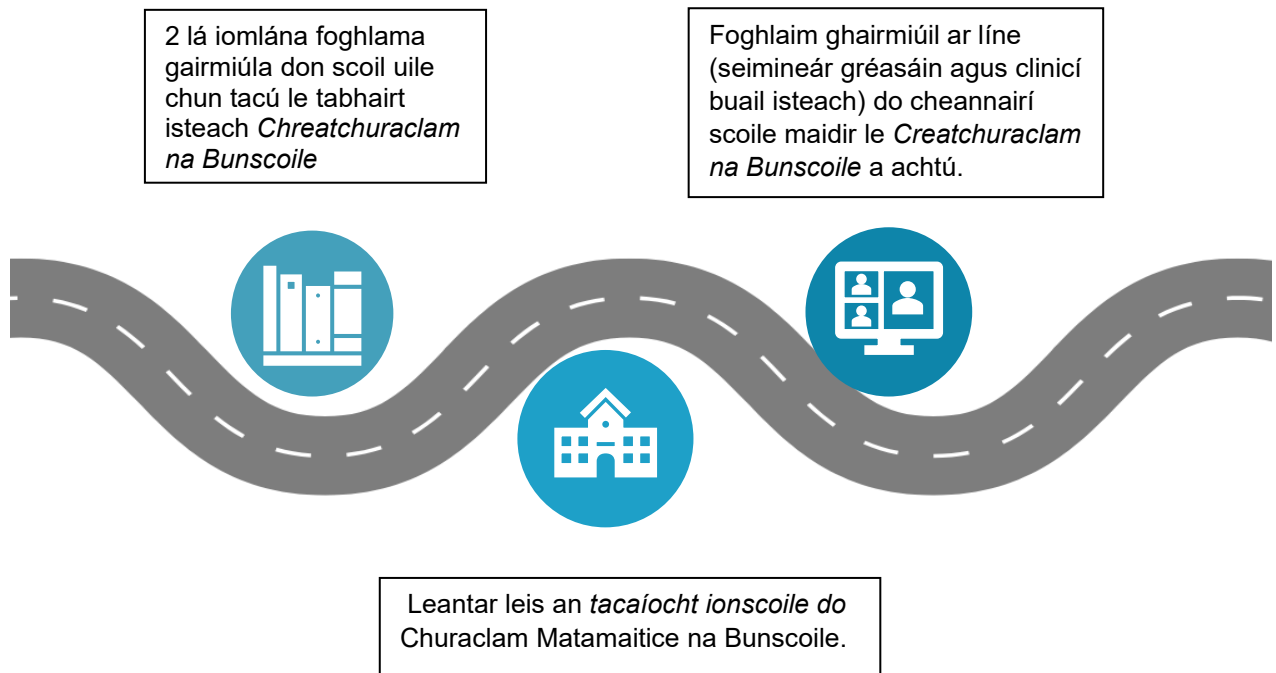 2 lá iomlána foghlama
gairmiúla don scoil uile
chun tacú le tabhairt
isteach Chreatchuraclam
na Bunscoile
Foghlaim ghairmiúil ar líne
(seimineár gréasáin agus clinicí
buail isteach) do cheannairí
scoile maidir le Creatchuraclam
na Bunscoile a achtú.
Leantar leis an tacaíocht ionscoile do
Churaclam Matamaitice na Bunscoile.